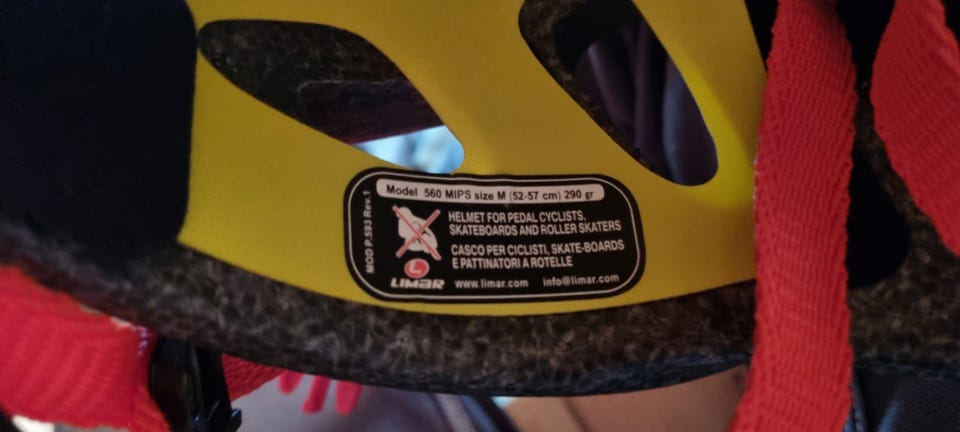 Model 560 MIPS size M (52-57 cm) 290 gr
MOD P.593 Rev.1
HELMET FOR PEDAL CYCLISTS,
SKATEBOARDS AND ROLLER SKATERS
CASCO PER CICLISTI, SKATE-BOARDS
E PATTINATORI A ROTELLE
L
LIMAR www.limar.com info@limar.com